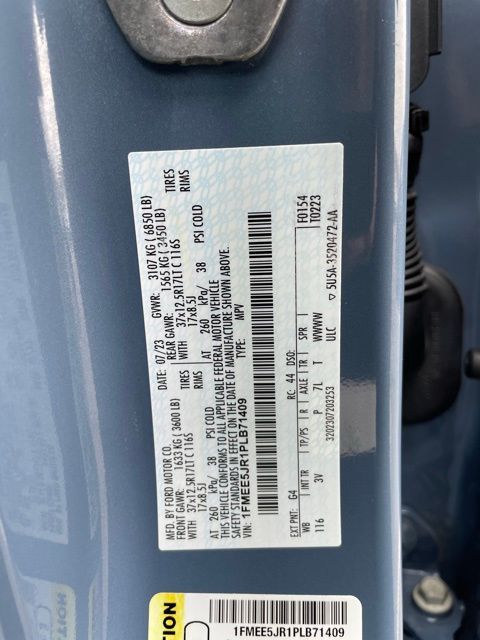 MFD. BY FORD MOTOR CO. DATE: 07/23 GVWR: 3107 KG ( 6850 LB)
FRONT GAWR: 1633 KG ( 3600 LB) REAR GAWR: 1565 KG ( 3450 LB)
WITH 37x12.5R17LT C 116S TIRES WITH 37x12.5R17LT C 116S TIRES
17x8.5J RIMS 17x8.5J RIMS
AT 260 kPa/ 38 PSI COLD AT 260 kPa/ 38 PSI COLD
THIS VEHICLE CONFORMS TO ALL APPLICABLE FEDERAL MOTOR VEHICLE
SAFETY STANDARDS IN EFFECT ON THE DATE OF MANUFACTURE SHOWN ABOVE.
VIN: 1FMEE5JR1PLB71409 TYPE: MPV
F0154
T0223
EXT PNT: G4 RC: 44 DSO:
WB INT TR TP/PS R AXLE TR SPR
116 3V P 7L T WWWW
3202307203253 ULC 5U5A-3520472-AA
1FMEE5JR1PLB71409